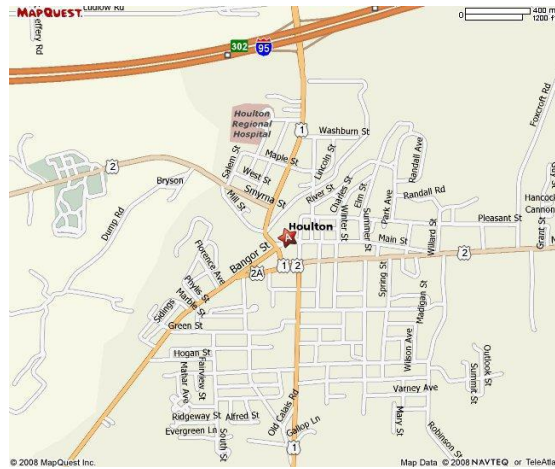 MAPQUEST
Ludlow Rd
Jeffery Rd
0
400 m
1200 ft
302
95
Foxcroft Rd
Houlton
Regional
Hospital
1
Washburn St
Salem St
Maple St
Lincoln St
Randall Ave
2
West St
Bryson
Smyrna St
River St
Charles St
Elm St
Park Ave
Randall Rd
Hancock
Cannon
Mill St
Dump Rd
Houlton
A
Winter St
Summer St
Main St
Willard St
Pleasant St
Grant St
Florence Ave
Bangor St
1
2
2
2A
Phylis St
Marble St
Sidings
Spring St
Madigan St
Green St
Hogan St
Mahar Ave
Fairview St
Wilson Ave
Outlook St
Summit St
Varney Ave
Ridgeway St
Alfred St
Old Calais Rd
Gallop Ln
Mary St
Robinson St
Evergreen Ln
South St
1
© 2008 MapQuest Inc.
Map Data © 2008 NAVTEQ or TeleAtla